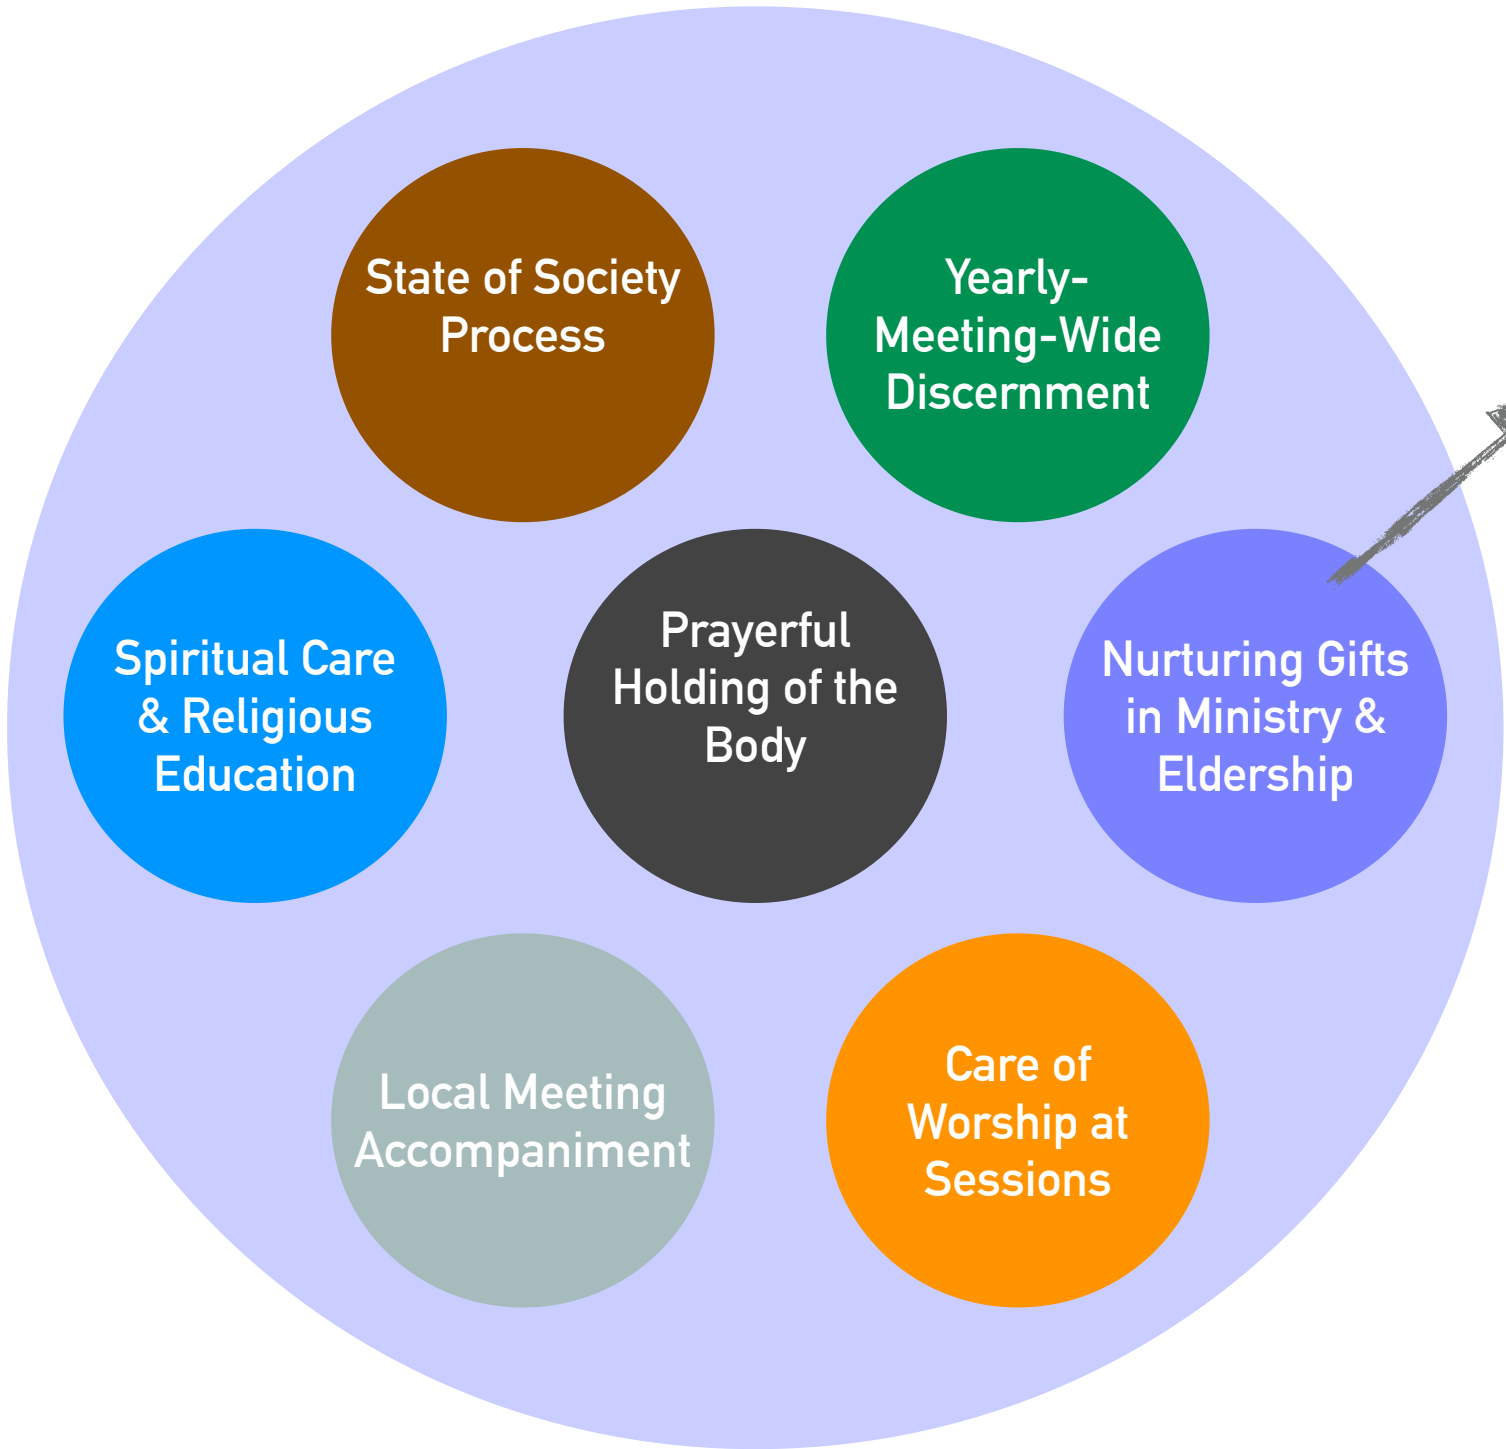 State of Society
Process
Yearly-
Meeting-Wide
Discernment
Spiritual Care
& Religious
Education
Prayerful
Holding of the
Body
Nurturing Gifts
in Ministry &
Eldership
Local Meeting
Accompaniment
Care of
Worship at
Sessions